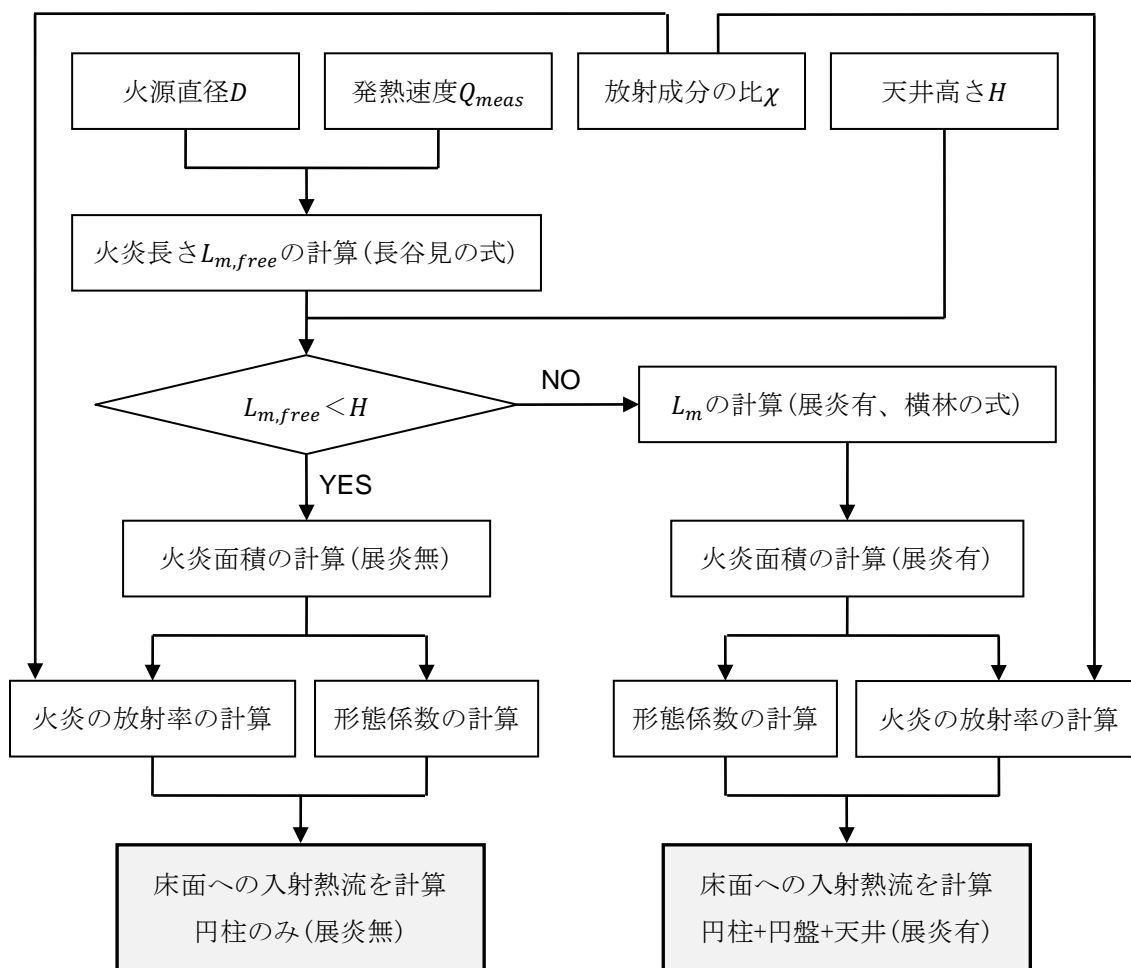 火源直径D
発熱速度Q_{meas}
放射成分の比χ
天井高さH
火炎長さL_{m,free}の計算(長谷見の式)
L_{m,free}＜H
NO
L_mの計算(展炎有、横林の式)
YES
火炎面積の計算(展炎無)
火炎面積の計算(展炎有)
火炎の放射率の計算
形態係数の計算
形態係数の計算
火炎の放射率の計算
床面への入射熱流を計算
円柱のみ(展炎無)
床面への入射熱流を計算
円柱+円盤+天井(展炎有)